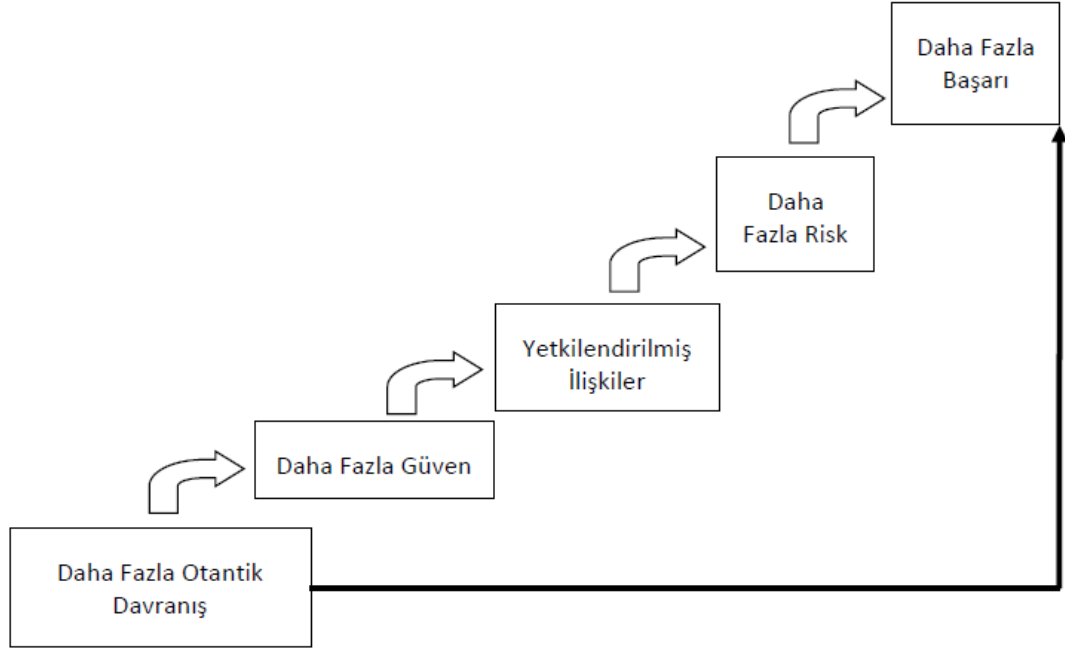 Daha Fazla
Başarı
Daha
Fazla Risk
Yetkilendirilmiş
İlişkiler
Daha Fazla Güven
Daha Fazla Otantik
Davranış